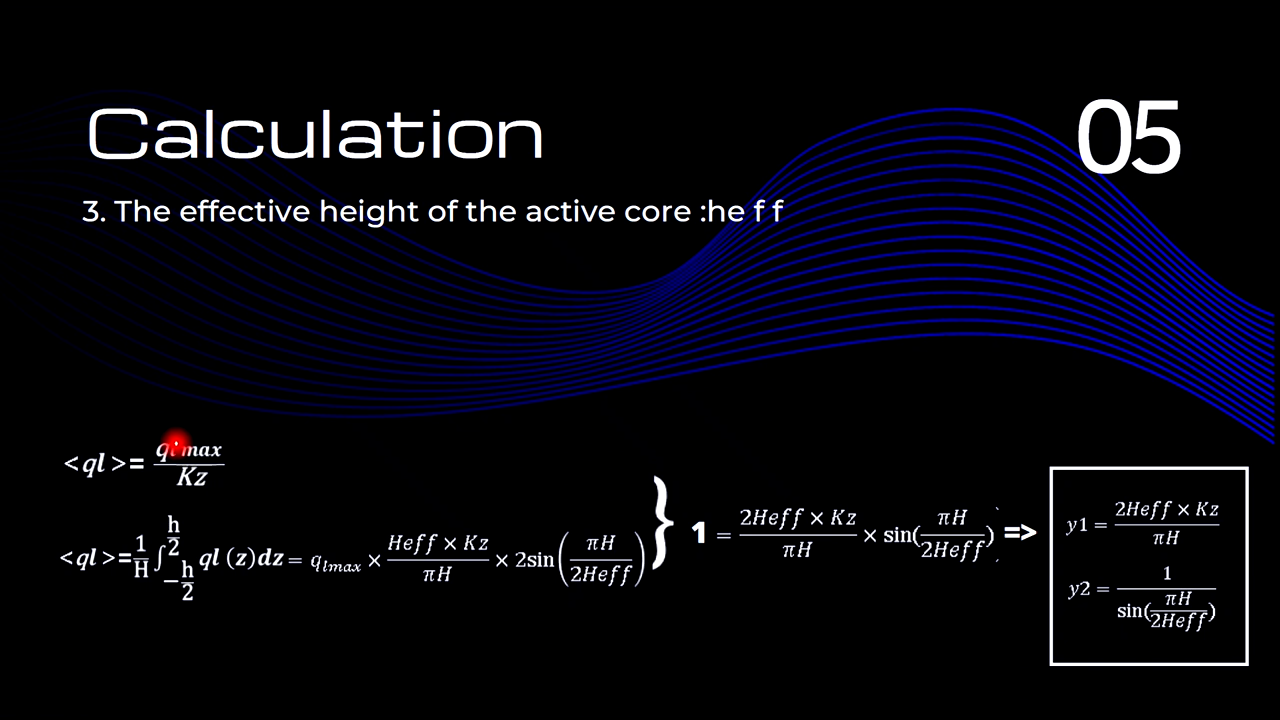 Calculation
05
3. The effective height of the active core :he f f
<ql>= qlmax / Kz
<ql>= 1/H ∫ -h/2 h/2 ql (z)dz = qlmax × Heff × Kz / πH × 2sin(πH / 2Heff) }
1 = 2Heff × Kz / πH × sin(πH / 2Heff) =>
y1 = 2Heff × Kz / πH
y2 = 1 / sin(πH / 2Heff)